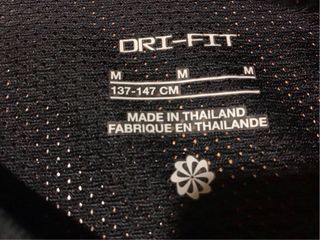 DRI-FIT
M M M
137-147 CM
MADE IN THAILAND
FABRIQUE EN THAILANDE